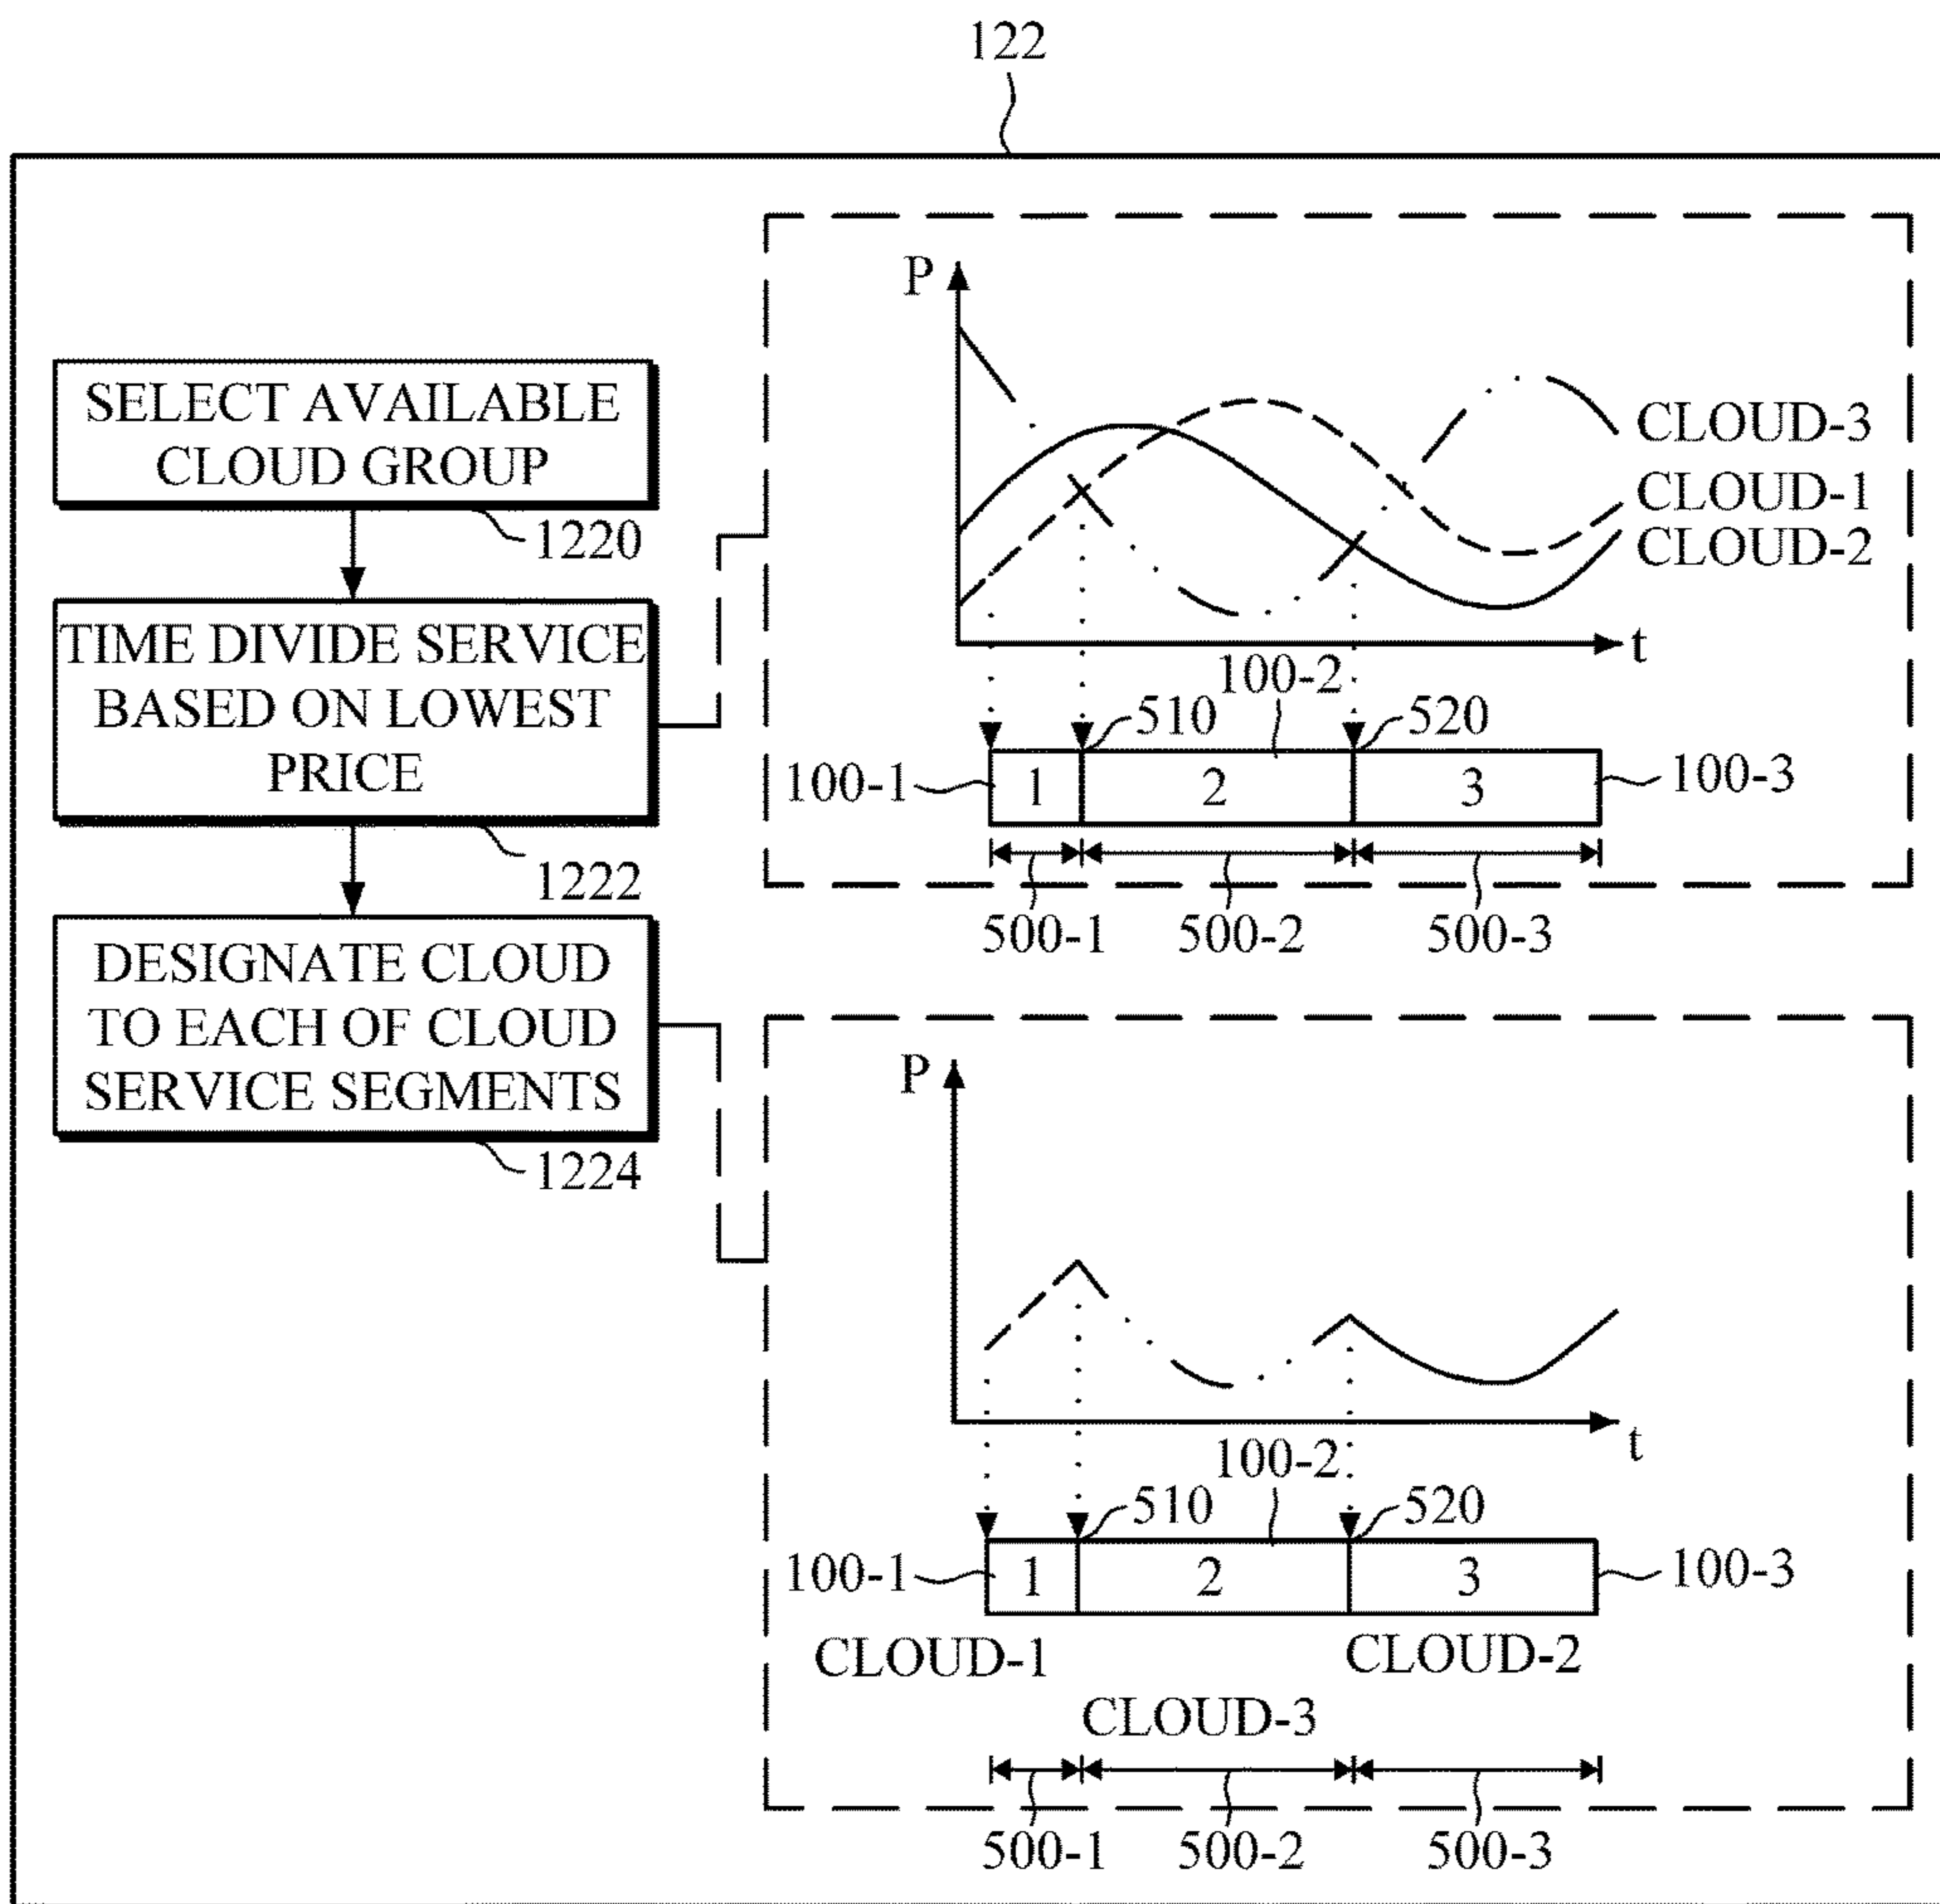 122
SELECT AVAILABLE
CLOUD GROUP
1220
TIME DIVIDE SERVICE
BASED ON LOWEST
PRICE
1222
DESIGNATE CLOUD
TO EACH OF CLOUD
SERVICE SEGMENTS
1224
P
CLOUD-3
CLOUD-1
CLOUD-2
t
100-2
510
520
100-1
1
2
3
100-3
500-1
500-2
500-3
P
t
100-2
510
520
100-1
1
2
3
100-3
CLOUD-1
CLOUD-2
CLOUD-3
500-1
500-2
500-3